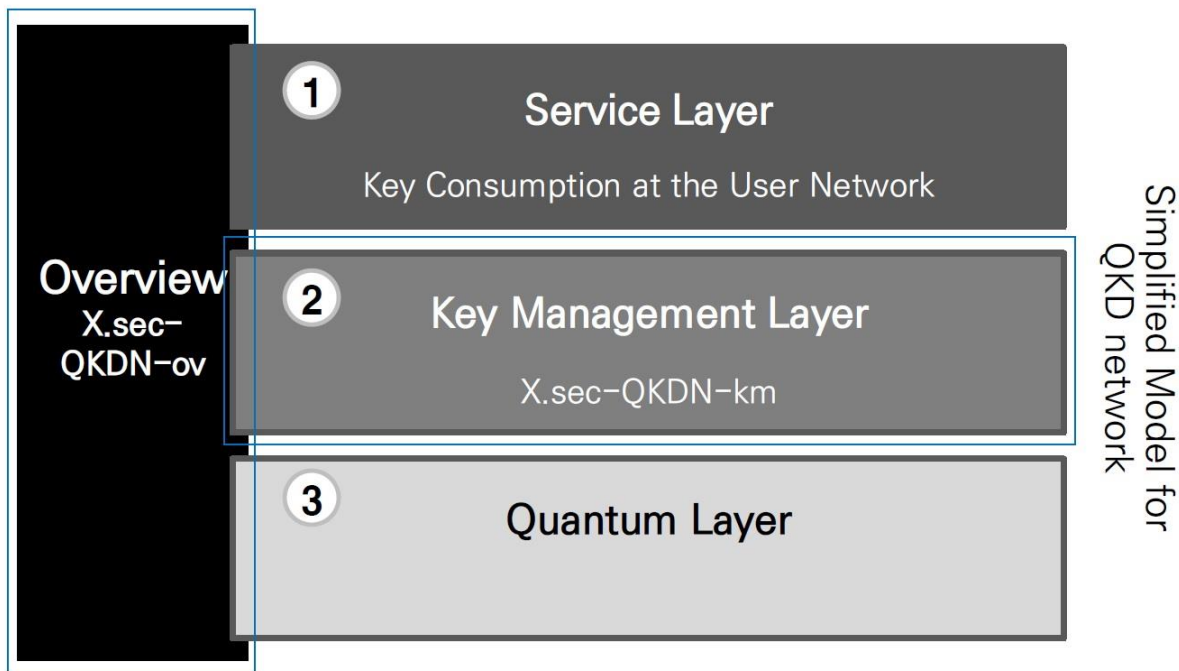 1
Service Layer
Key Consumption at the User Network
Overview
X.sec-
QKDN-ov
2
Key Management Layer
X.sec-QKDN-km
3
Quantum Layer
Simplified Model for
QKD network